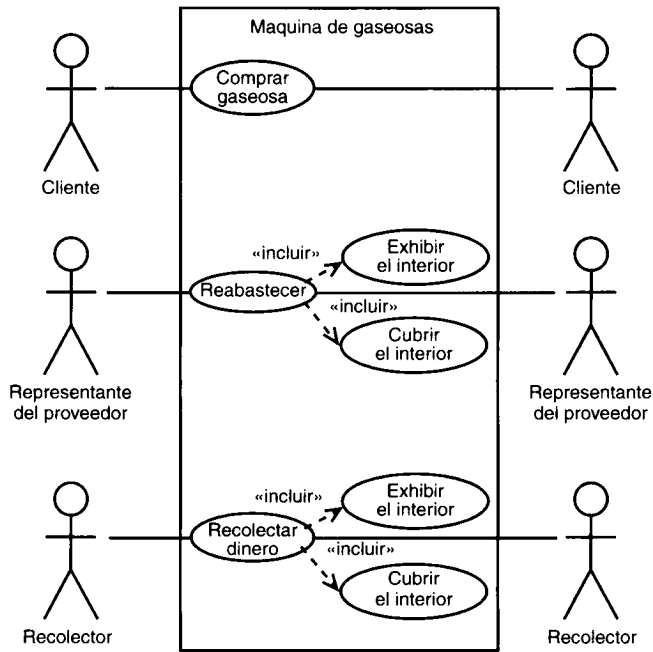 Maquina de gaseosas
Comprar
gaseosa
Cliente
Cliente
«incluir»
Exhibir
el interior
Reabastecer
«incluir»
Cubrir
el interior
Representante
del proveedor
Representante
del proveedor
«incluir»
Exhibir
el interior
Recolectar
dinero
«incluir»
Cubrir
el interior
Recolector
Recolector